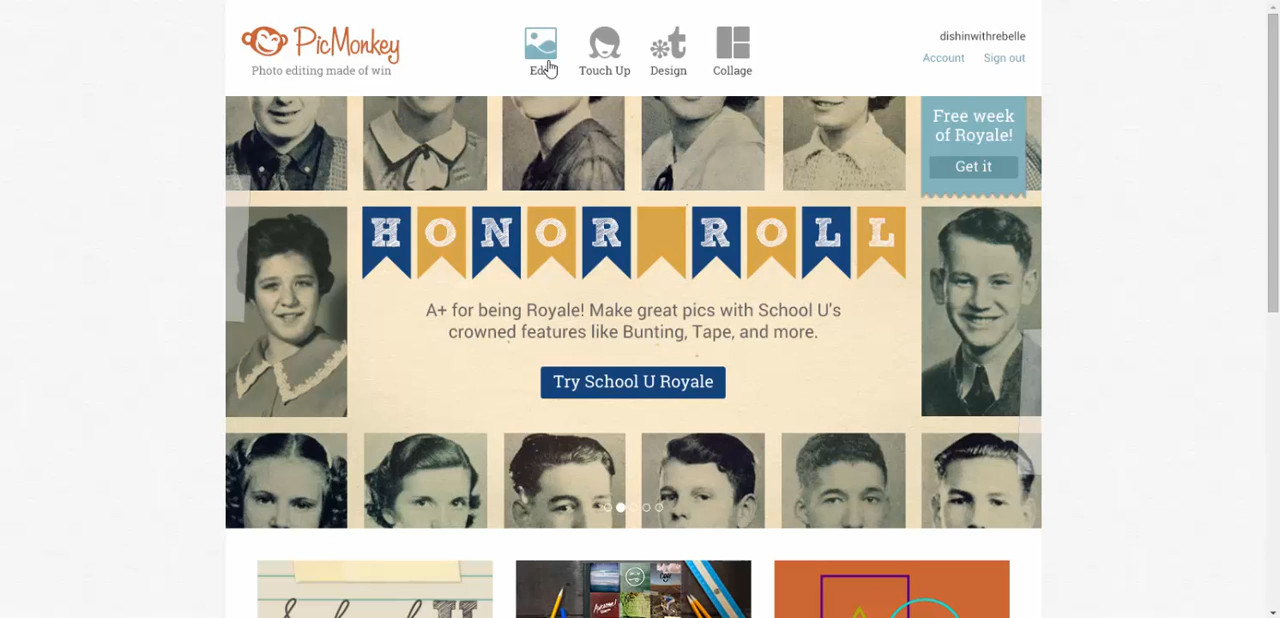 PicMonkey
Photo editing made of win
Edit
Touch Up
Design
Collage
dishinwithrebelle
Account
Sign out
Free week
of Royale!
Get it
HONOR ROLL
A+ for being Royale! Make great pics with School U's
crowned features like Bunting, Tape, and more.
Try School U Royale